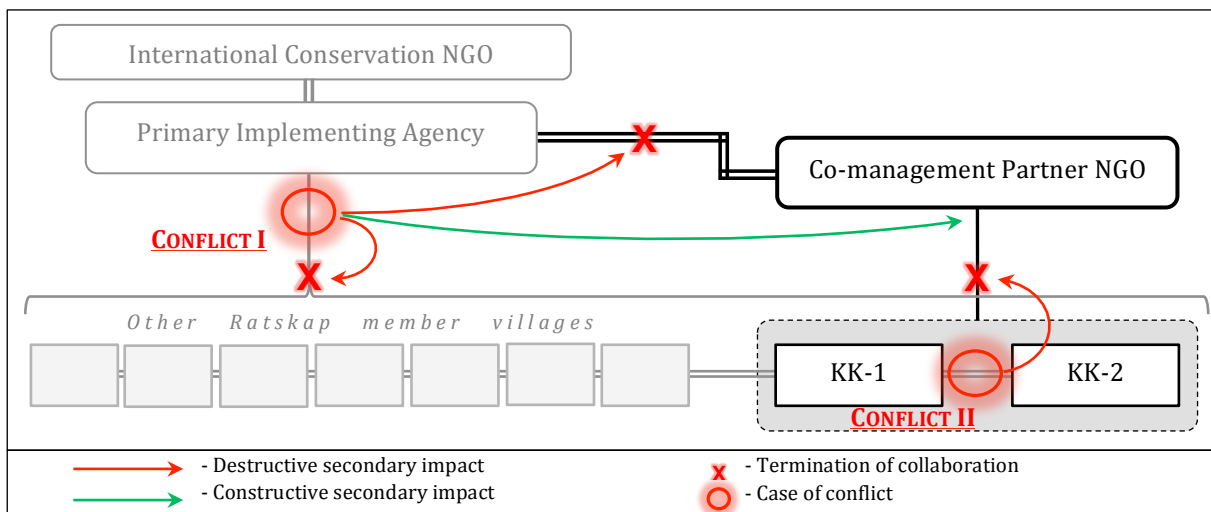 International Conservation NGO
Primary Implementing Agency
Co-management Partner NGO
CONFLICT I
Other Ratskap member villages
KK-1
KK-2
CONFLICT II
- Destructive secondary impact
- Constructive secondary impact
X - Termination of collaboration
- Case of conflict